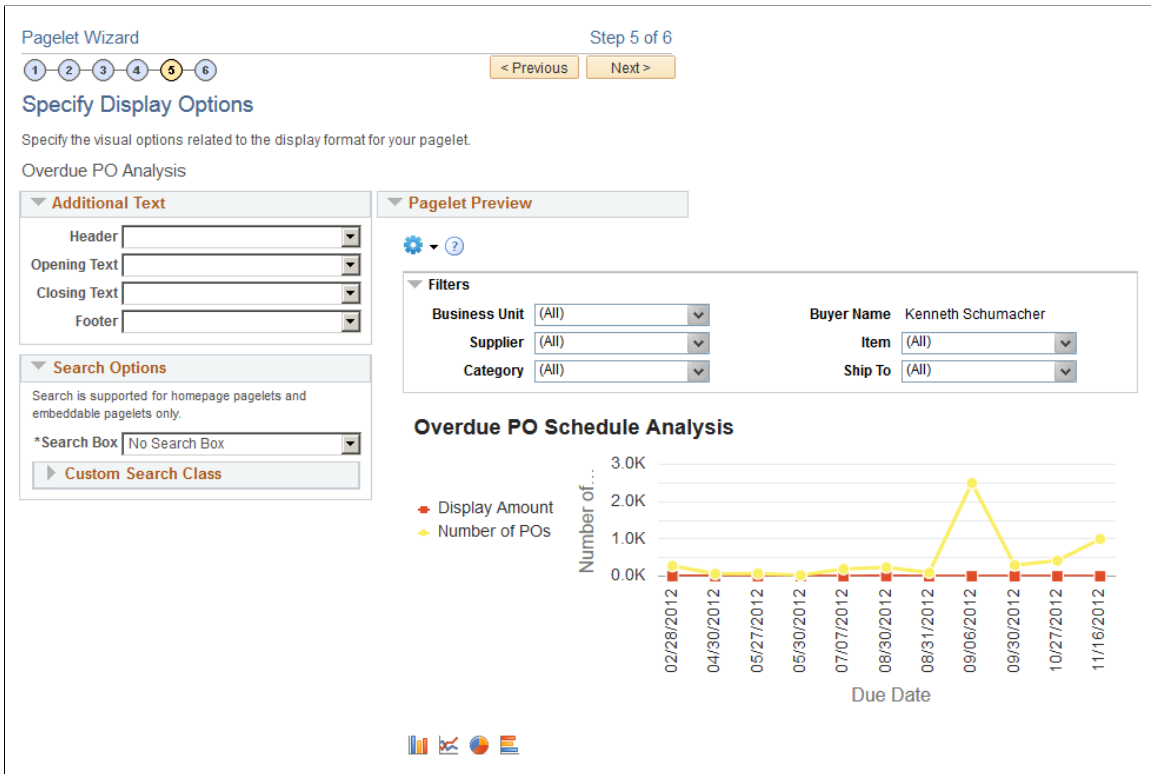 Pagelet Wizard
Step 5 of 6
1 2 3 4 5 6
< Previous
Next >
Specify Display Options
Specify the visual options related to the display format for your pagelet.
Overdue PO Analysis
Additional Text
Header
Opening Text
Closing Text
Footer
Search Options
Search is supported for homepage pagelets and
embeddable pagelets only.
*Search Box No Search Box
Custom Search Class
Pagelet Preview
?
Filters
Business Unit (All)
Buyer Name Kenneth Schumacher
Supplier (All)
Item (All)
Category (All)
Ship To (All)
Overdue PO Schedule Analysis
Display Amount
Number of POs
Number of...
3.0K
2.0K
1.0K
0.0K
02/28/2012
04/30/2012
05/27/2012
05/30/2012
07/07/2012
08/30/2012
08/31/2012
09/06/2012
09/30/2012
10/27/2012
11/16/2012
Due Date